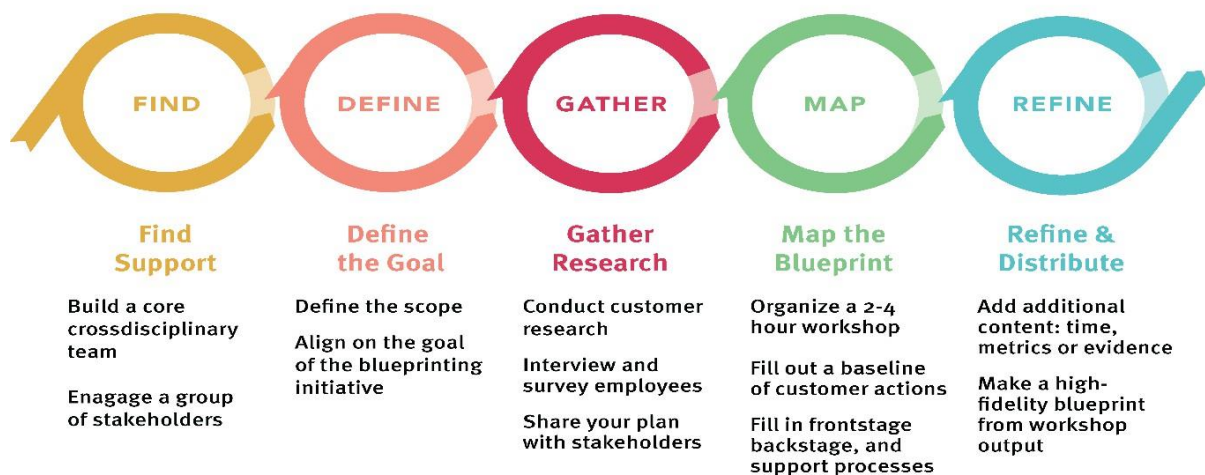 FIND
DEFINE
GATHER
MAP
REFINE
Find
Support
Build a core
crossdisciplinary
team
Enagage a group
of stakeholders
Define
the Goal
Define the scope
Align on the goal
of the blueprinting
initiative
Gather
Research
Conduct customer
research
Interview and
survey employees
Share your plan
with stakeholders
Map the
Blueprint
Organize a 2-4
hour workshop
Fill out a baseline
of customer actions
Fill in frontstage
backstage, and
support processes
Refine &
Distribute
Add additional
content: time,
metrics or evidence
Make a high-
fidelity blueprint
from workshop
output